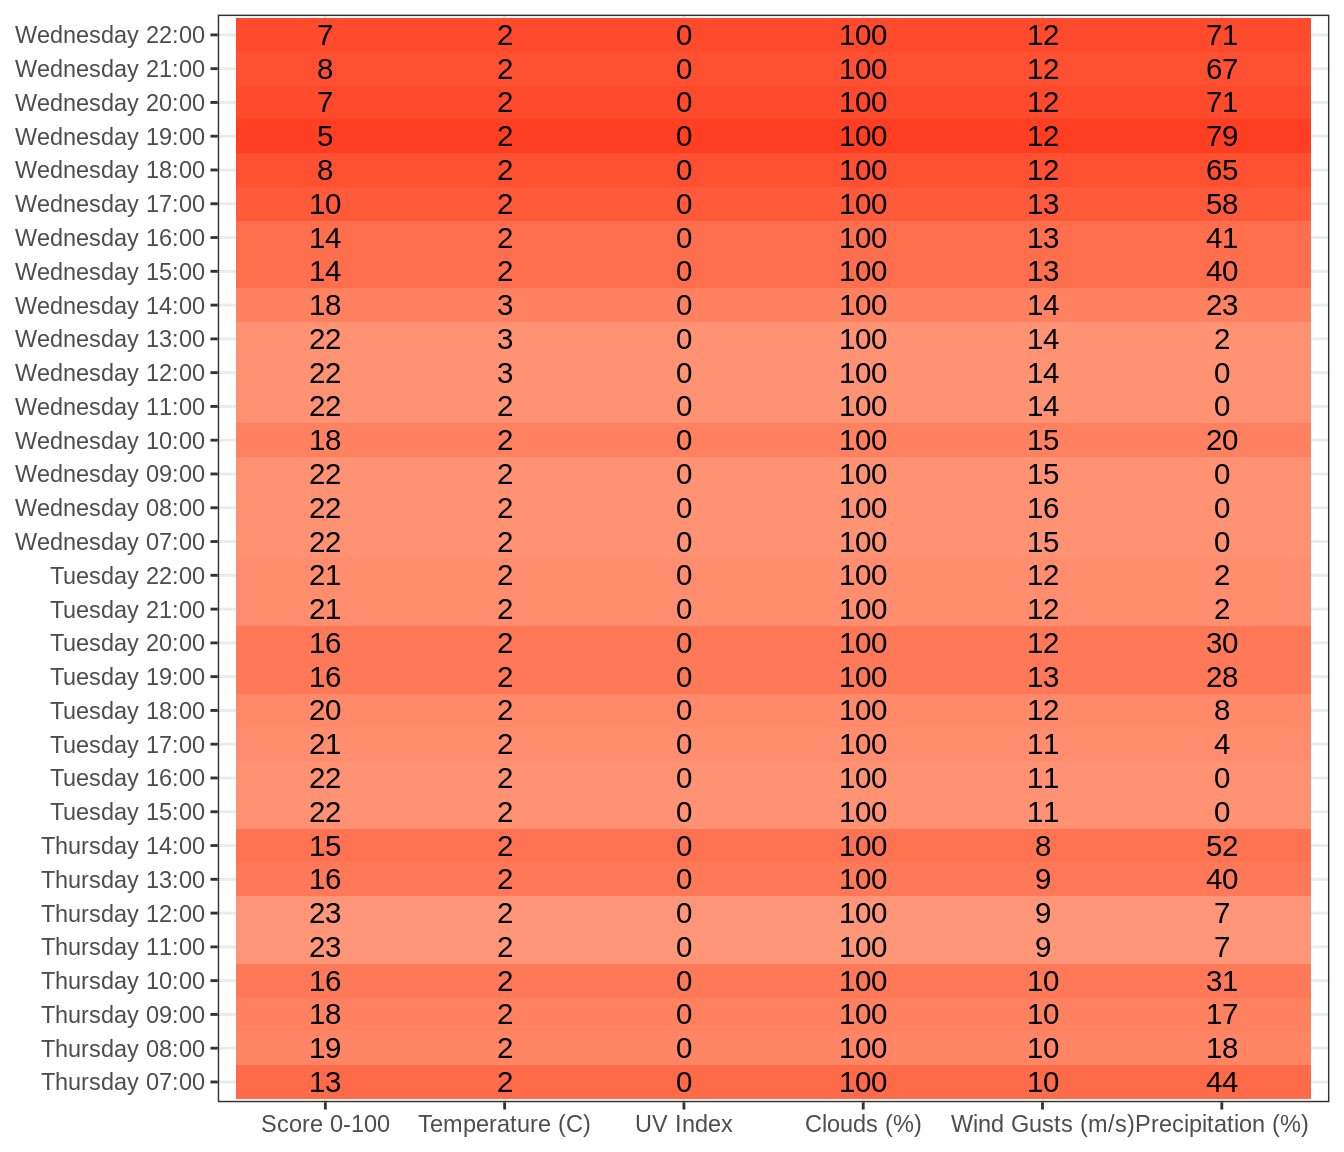 Wednesday 22:00 7 2 0 100 12 71
Wednesday 21:00 8 2 0 100 12 67
Wednesday 20:00 7 2 0 100 12 71
Wednesday 19:00 5 2 0 100 12 79
Wednesday 18:00 8 2 0 100 12 65
Wednesday 17:00 10 2 0 100 13 58
Wednesday 16:00 14 2 0 100 13 41
Wednesday 15:00 14 2 0 100 13 40
Wednesday 14:00 18 3 0 100 14 23
Wednesday 13:00 22 3 0 100 14 2
Wednesday 12:00 22 3 0 100 14 0
Wednesday 11:00 22 2 0 100 14 0
Wednesday 10:00 18 2 0 100 15 20
Wednesday 09:00 22 2 0 100 15 0
Wednesday 08:00 22 2 0 100 16 0
Wednesday 07:00 22 2 0 100 15 0
Tuesday 22:00 21 2 0 100 12 2
Tuesday 21:00 21 2 0 100 12 2
Tuesday 20:00 16 2 0 100 12 30
Tuesday 19:00 16 2 0 100 13 28
Tuesday 18:00 20 2 0 100 12 8
Tuesday 17:00 21 2 0 100 11 4
Tuesday 16:00 22 2 0 100 11 0
Tuesday 15:00 22 2 0 100 11 0
Thursday 14:00 15 2 0 100 8 52
Thursday 13:00 16 2 0 100 9 40
Thursday 12:00 23 2 0 100 9 7
Thursday 11:00 23 2 0 100 9 7
Thursday 10:00 16 2 0 100 10 31
Thursday 09:00 18 2 0 100 10 17
Thursday 08:00 19 2 0 100 10 18
Thursday 07:00 13 2 0 100 10 44
Score 0-100 Temperature (C) UV Index Clouds (%) Wind Gusts (m/s) Precipitation (%)